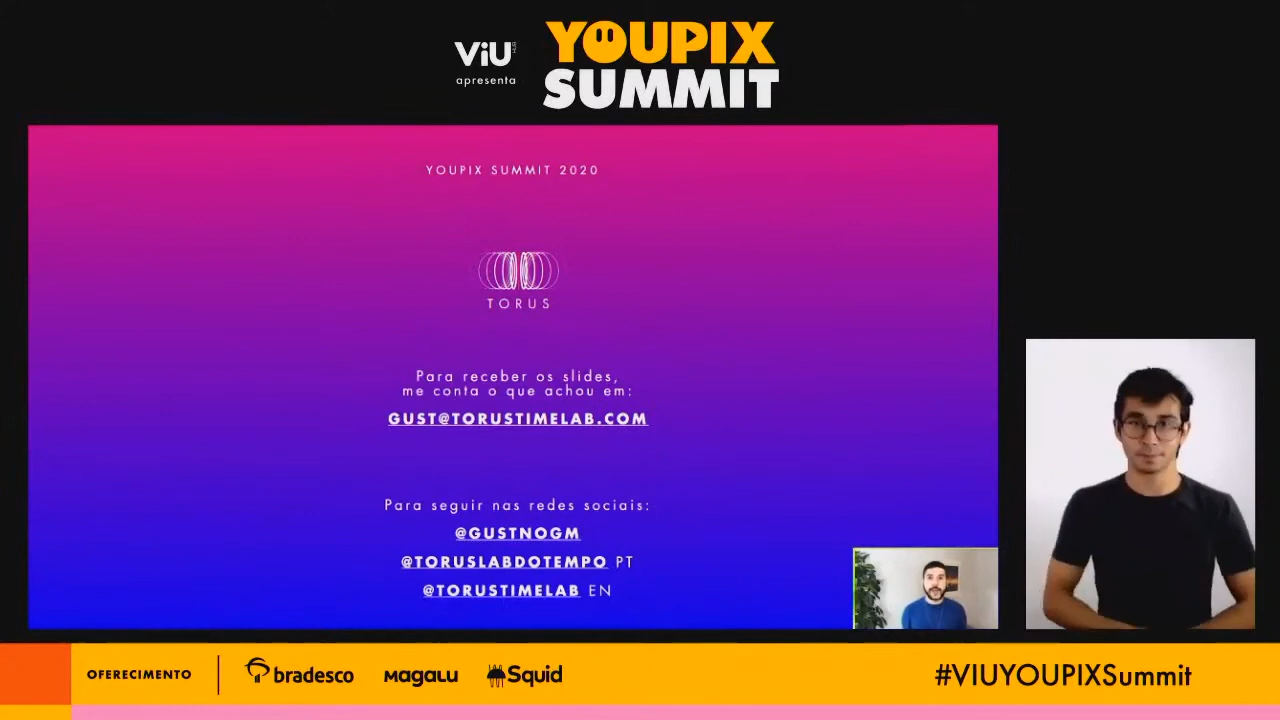 ViU
HUB
apresenta
YOUPIX
SUMMIT
YOUPIX SUMMIT 2020
TORUS
Para receber os slides,
me conta o que achou em:
GUST@TORUSTIMELAB.COM
Para seguir nas redes sociais:
@GUSTNOGM
@TORUSLABDOTEMPO PT
@TORUSTIMELAB EN
OFERECIMENTO
bradesco
MAGALU
Squid
#VIUYOUPIXSummit